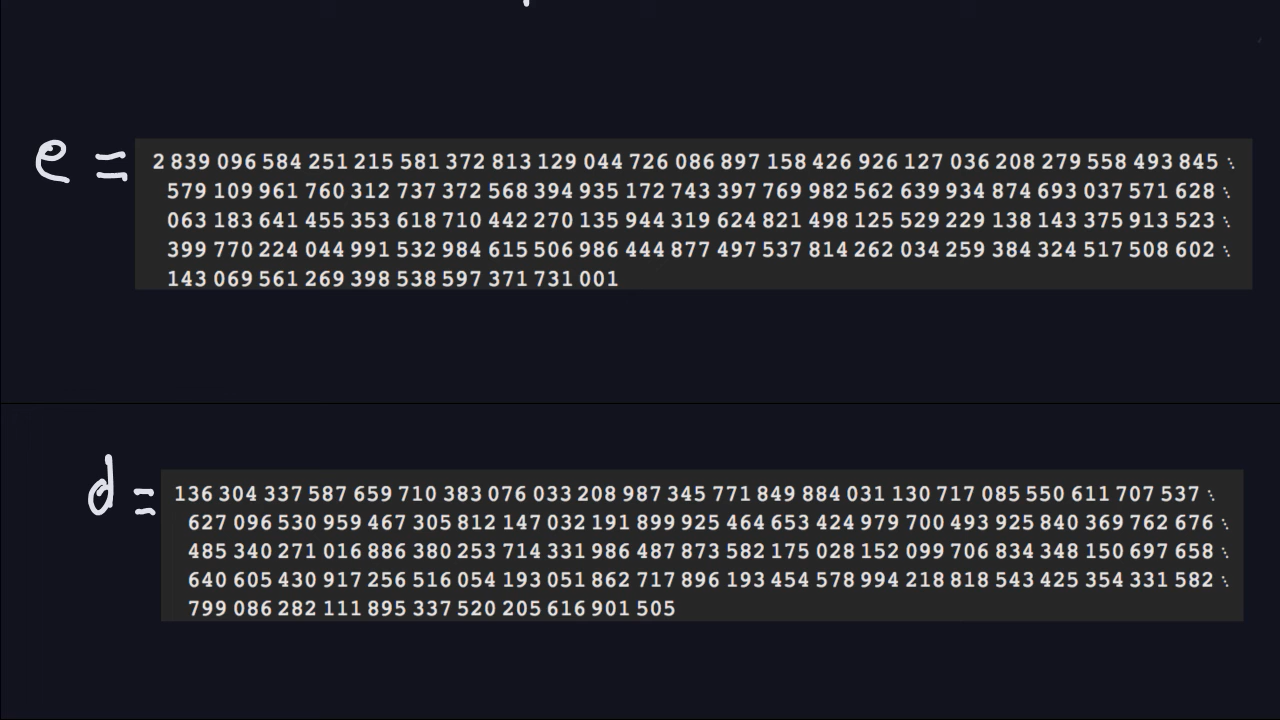 e = 2 839 096 584 251 215 581 372 813 129 044 726 086 897 158 426 926 127 036 208 279 558 493 845 \
579 109 961 760 312 737 372 568 394 935 172 743 397 769 982 562 639 934 874 693 037 571 628 \
063 183 641 455 353 618 710 442 270 135 944 319 624 821 498 125 529 229 138 143 375 913 523 \
399 770 224 044 991 532 984 615 506 986 444 877 497 537 814 262 034 259 384 324 517 508 602 \
143 069 561 269 398 538 597 371 731 001
d = 136 304 337 587 659 710 383 076 033 208 987 345 771 849 884 031 130 717 085 550 611 707 537 \
627 096 530 959 467 305 812 147 032 191 899 925 464 653 424 979 700 493 925 840 369 762 676 \
485 340 271 016 886 380 253 714 331 986 487 873 582 175 028 152 099 706 834 348 150 697 658 \
640 605 430 917 256 516 054 193 051 862 717 896 193 454 578 994 218 818 543 425 354 331 582 \
799 086 282 111 895 337 520 205 616 901 505